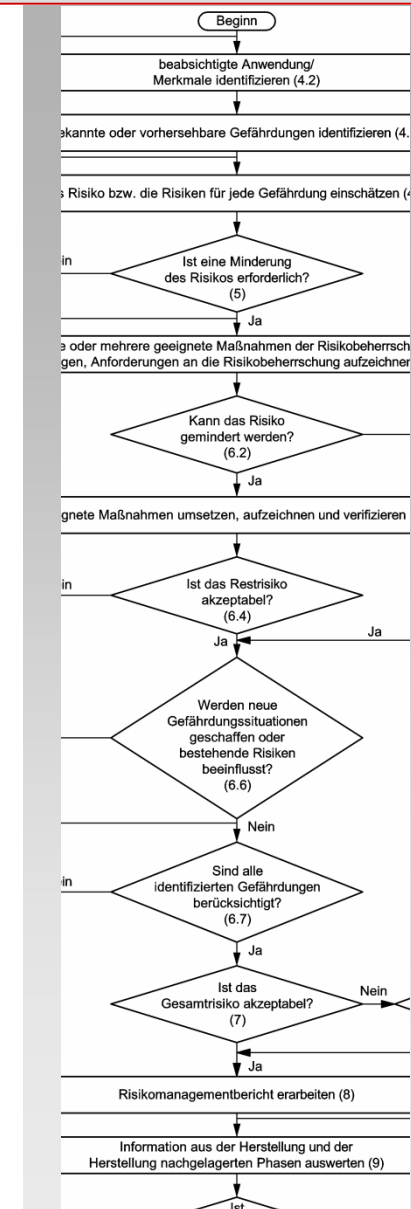 Beginn
beabsichtigte Anwendung/
Merkmale identifizieren (4.2)
ekannte oder vorhersehbare Gefährdungen identifizieren (4.
s Risiko bzw. die Risiken für jede Gefährdung einschätzen (4
ein
Ist eine Minderung
des Risikos erforderlich?
(5)
Ja
e oder mehrere geeignete Maßnahmen der Risikobeherrsch
gen, Anforderungen an die Risikobeherrschung aufzeichner
Kann das Risiko
gemindert werden?
(6.2)
Ja
gnete Maßnahmen umsetzen, aufzeichnen und verifizieren
ein
Ist das Restrisiko
akzeptabel?
(6.4)
Ja
Ja
Werden neue
Gefährdungssituationen
geschaffen oder
bestehende Risiken
beeinflusst?
(6.6)
Nein
ein
Sind alle
identifizierten Gefährdungen
berücksichtigt?
(6.7)
Ja
Ist das
Gesamtrisiko akzeptabel?
(7)
Nein
Ja
Risikomanagementbericht erarbeiten (8)
Information aus der Herstellung und der
Herstellung nachgelagerten Phasen auswerten (9)
Ist